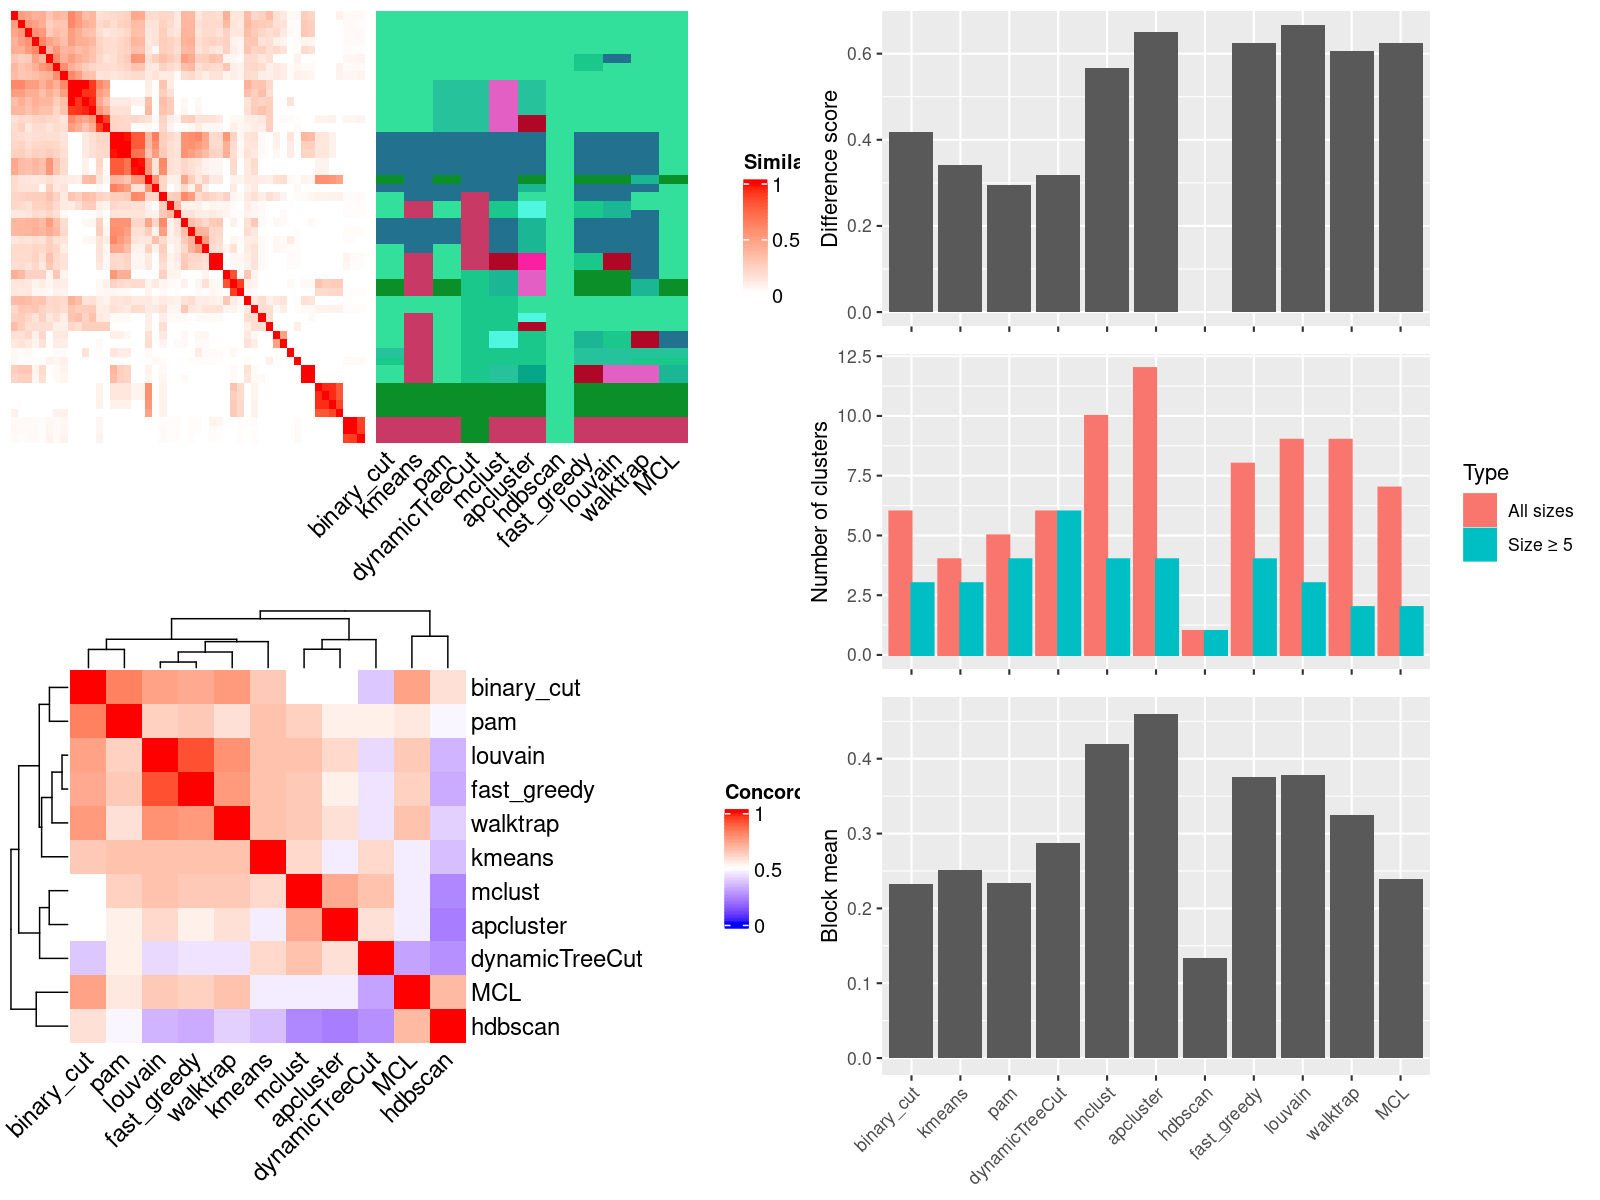 Simila
1
0.5
0
binary_cut
kmeans
pam
dynamicTreeCut
mclust
apcluster
hdbscan
fast_greedy
louvain
walktrap
MCL
binary_cut
pam
louvain
fast_greedy
walktrap
kmeans
mclust
apcluster
dynamicTreeCut
MCL
hdbscan
binary_cut
pam
louvain
fast_greedy
walktrap
kmeans
mclust
apcluster
dynamicTreeCut
MCL
hdbscan
Concord
1
0.5
0
Difference score
0.6
0.4
0.2
0.0
Number of clusters
12.5
10.0
7.5
5.0
2.5
0.0
Type
All sizes
Size ≥ 5
Block mean
0.4
0.3
0.2
0.1
0.0
binary_cut
kmeans
pam
dynamicTreeCut
mclust
apcluster
hdbscan
fast_greedy
louvain
walktrap
MCL